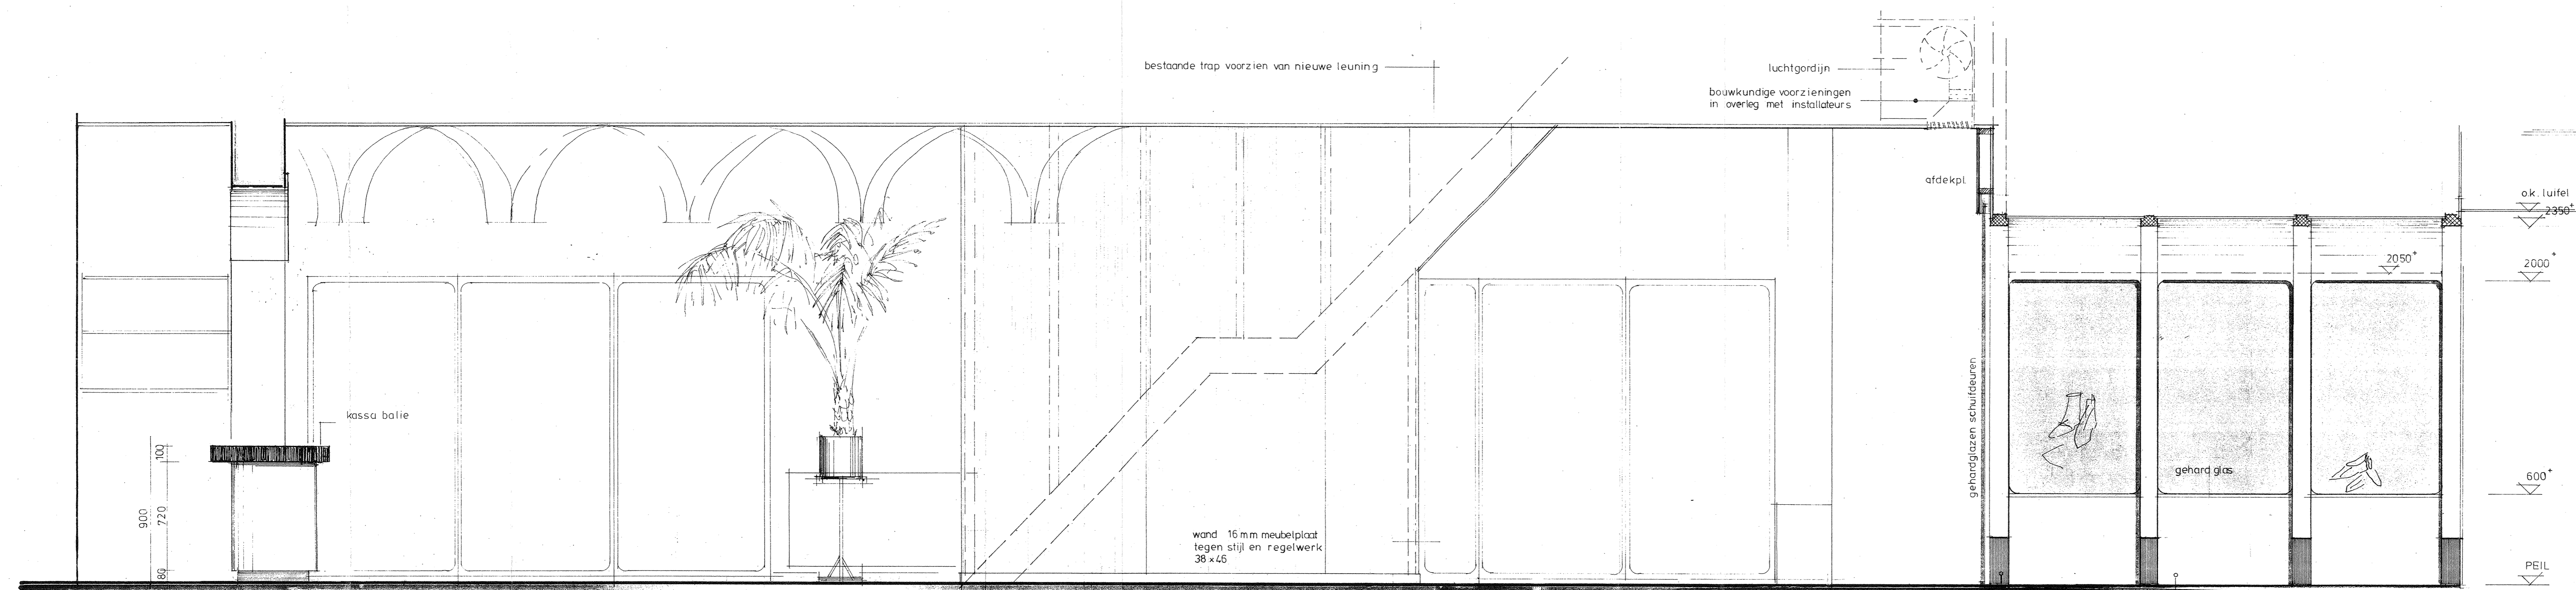 bestaande trap voorzien van nieuwe leuning
luchtgordijn
bouwkundige voorzieningen
in overleg met installateurs
afdekpl.
o.k. luifel
2350+
2050+
2000+
kassa balie
100
900
720
80
gehardglazen schuifdeuren
gehard glas
600+
wand 16 mm meubelplaat
tegen stijl en regelwerk
38 x 46
PEIL